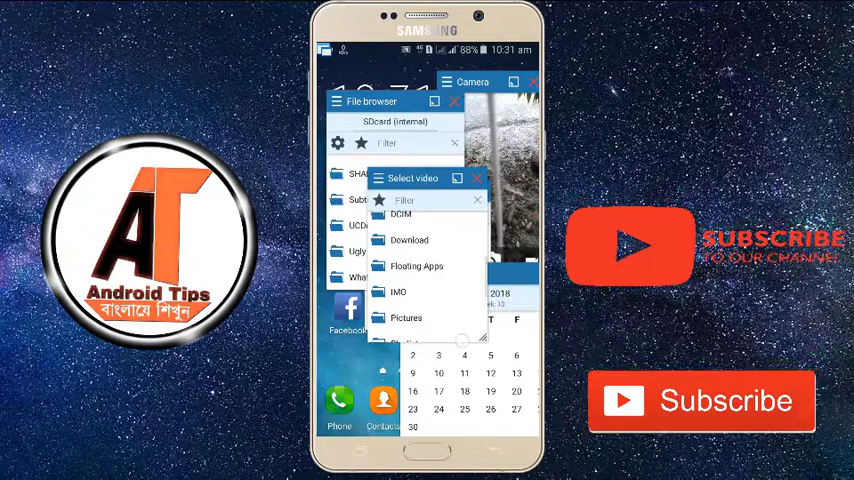 SAMSUNG
0
88% 10:31 am
Camera
File browser
SDcard (internal)
Filter
Select video
Filter
SHA
Subt
UCD
Ugly
Wha
DCIM
Download
Floating Apps
IMO
Pictures
Facebook
2018
13
T F
2 3 4 5 6
9 10 11 12 13
16 17 18 19 20
23 24 25 26 27
30
Phone
Contacts
AT
Android Tips
বাংলায়ে শিখুন
SUBSCRIBE
TO OUR CHANNEL
Subscribe